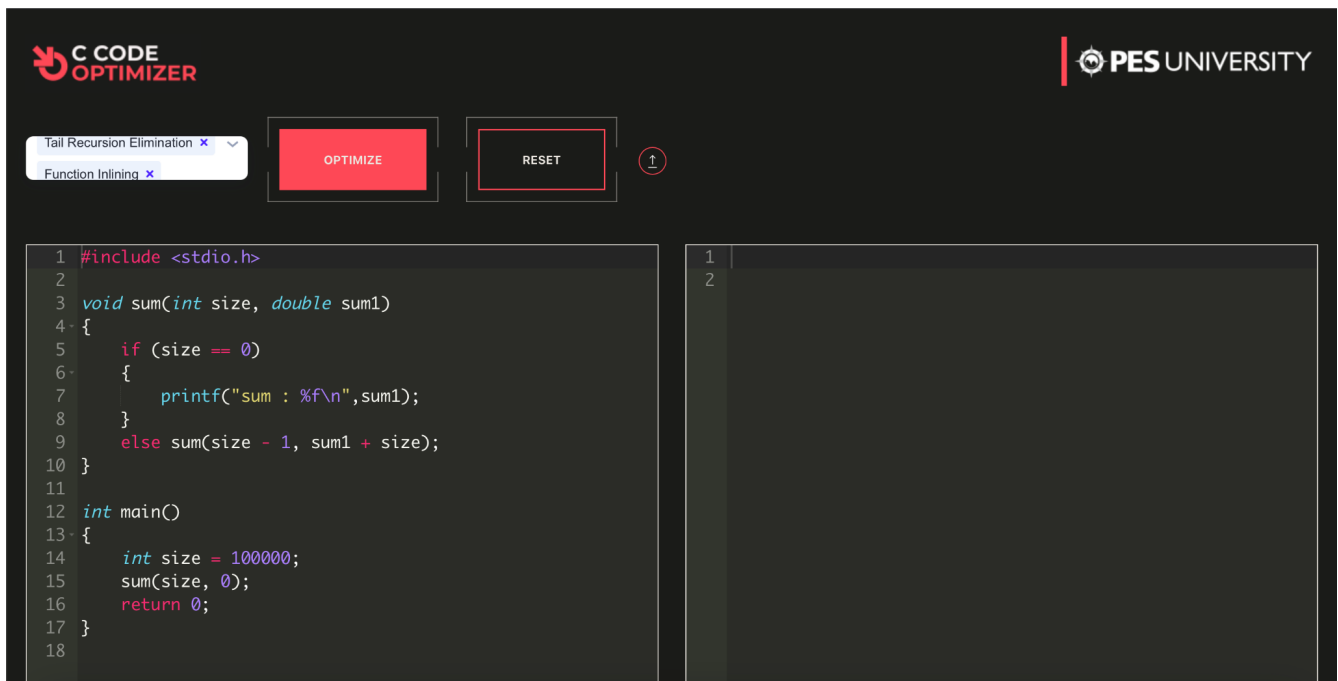 C CODE
OPTIMIZER
PES UNIVERSITY
Tail Recursion Elimination ×
Function Inlining ×
OPTIMIZE
RESET
1 #include <stdio.h>
2
3 void sum(int size, double sum1)
4 {
5     if (size == 0)
6     {
7         printf("sum : %f\n",sum1);
8     }
9     else sum(size - 1, sum1 + size);
10 }
11
12 int main()
13 {
14     int size = 100000;
15     sum(size, 0);
16     return 0;
17 }
18
1
2